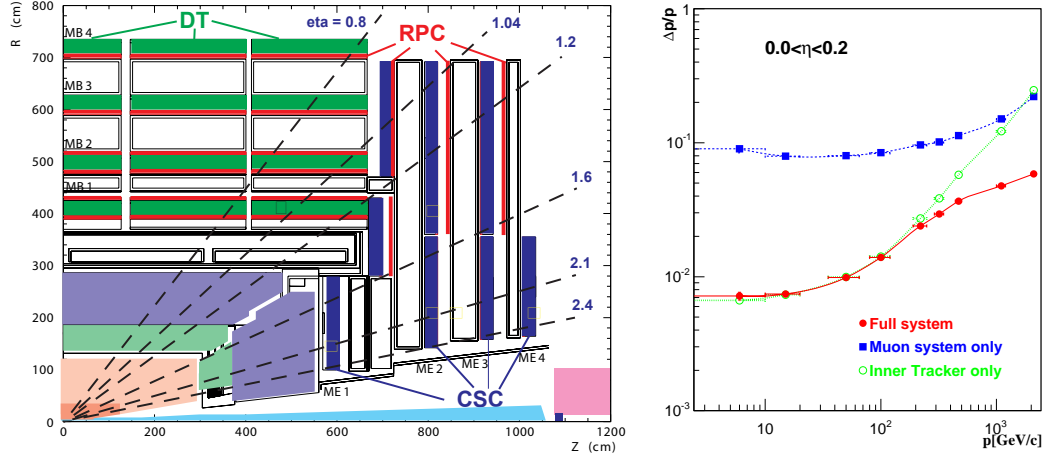 R (cm)
800
700
600
500
400
300
200
100
0
0
200
400
600
800
1000
1200
Z (cm)
MB 4
MB 3
MB 2
MB 1
DT
RPC
CSC
eta = 0.8
1.04
1.2
1.6
2.1
2.4
ME 1
ME 2
ME 3
ME 4
Δp/p
0.0<η<0.2
1
10⁻¹
10⁻²
10⁻³
10
10²
10³
p[GeV/c]
Full system
Muon system only
Inner Tracker only